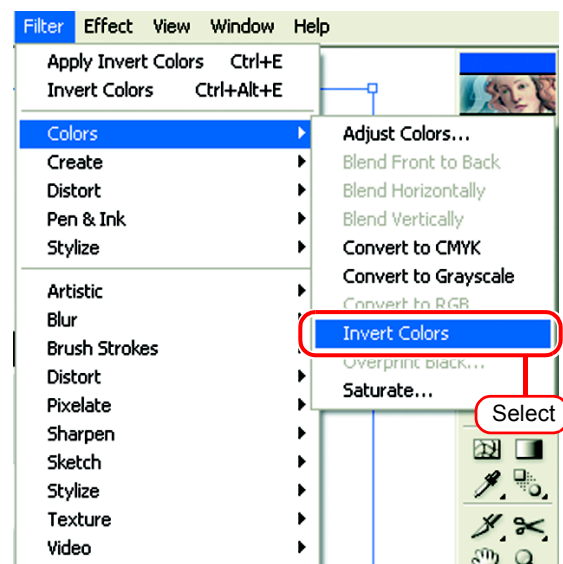 Filter Effect View Window Help
Apply Invert Colors Ctrl+E
Invert Colors Ctrl+Alt+E
Colors
Create
Distort
Pen & Ink
Stylize
Artistic
Blur
Brush Strokes
Distort
Pixelate
Sharpen
Sketch
Stylize
Texture
Video
Adjust Colors...
Blend Front to Back
Blend Horizontally
Blend Vertically
Convert to CMYK
Convert to Grayscale
Convert to RGB
Invert Colors
Overprint Black...
Saturate...
Select